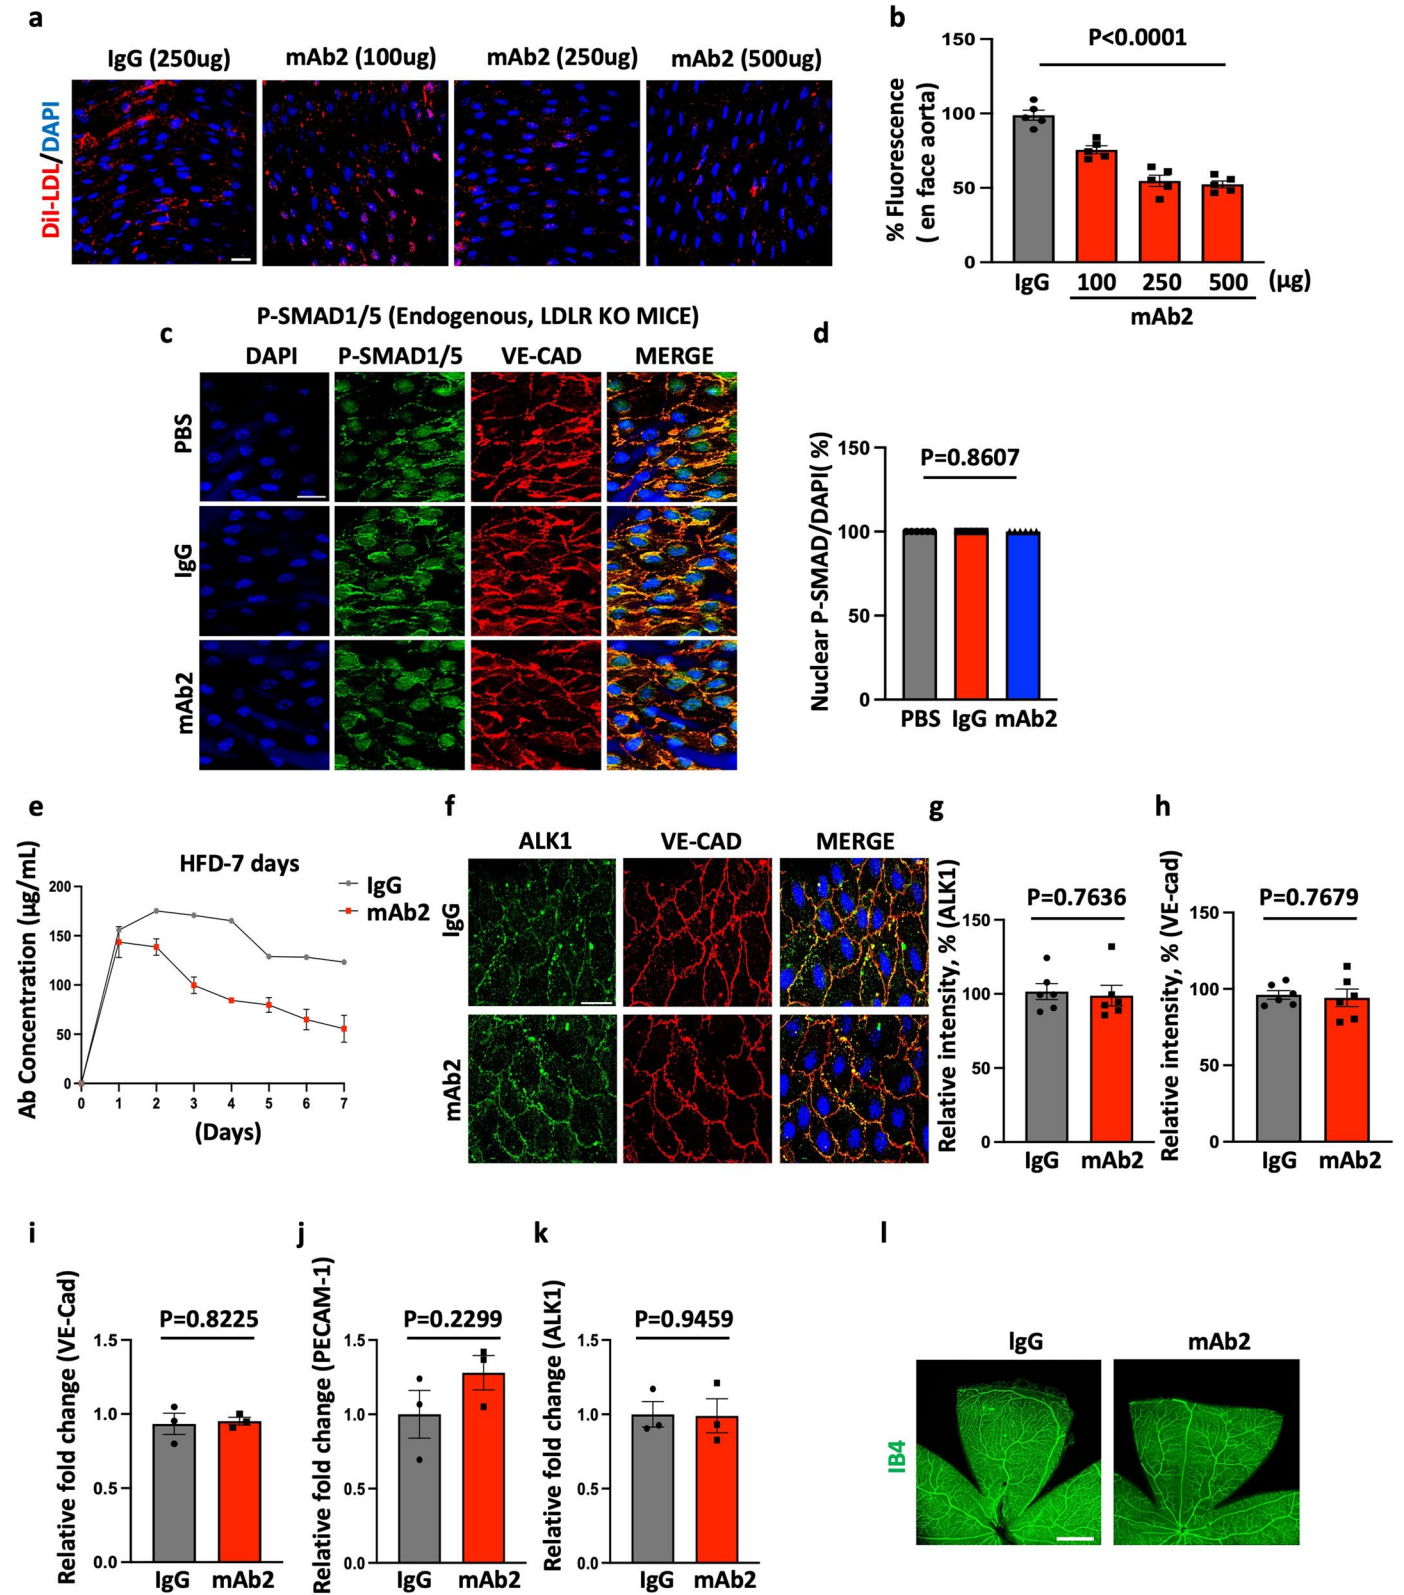 a
IgG (250ug) mAb2 (100ug) mAb2 (250ug) mAb2 (500ug)
DiI-LDL/DAPI
b
P<0.0001
% Fluorescence
( en face aorta)
150
100
50
0
IgG 100 250 500 (µg)
mAb2
c
P-SMAD1/5 (Endogenous, LDLR KO MICE)
DAPI P-SMAD1/5 VE-CAD MERGE
PBS
IgG
mAb2
d
P=0.8607
Nuclear P-SMAD/DAPI( %)
150
100
50
0
PBS IgG mAb2
e
HFD-7 days
IgG
mAb2
Ab Concentration (µg/mL)
200
150
100
50
0
0 1 2 3 4 5 6 7
(Days)
f
ALK1 VE-CAD MERGE
IgG
mAb2
g
P=0.7636
Relative intensity, % (ALK1)
150
100
50
0
IgG mAb2
h
P=0.7679
Relative intensity, % (VE-cad)
150
100
50
0
IgG mAb2
i
P=0.8225
Relative fold change (VE-Cad)
1.5
1.0
0.5
0.0
IgG mAb2
j
P=0.2299
Relative fold change (PECAM-1)
1.5
1.0
0.5
0.0
IgG mAb2
k
P=0.9459
Relative fold change (ALK1)
1.5
1.0
0.5
0.0
IgG mAb2
l
IgG mAb2
IB4